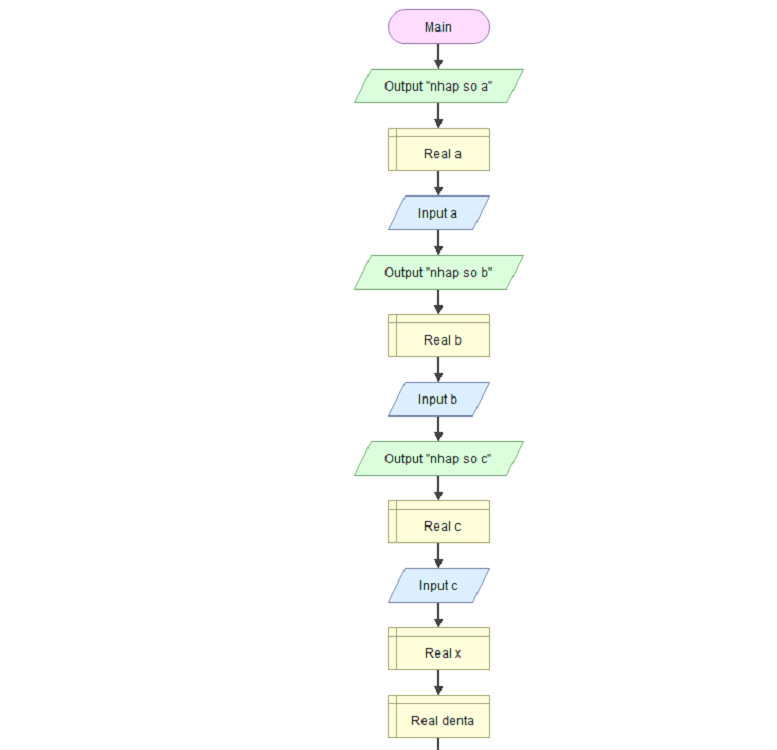 Main
Output "nhap so a"
Real a
Input a
Output "nhap so b"
Real b
Input b
Output "nhap so c"
Real c
Input c
Real x
Real denta